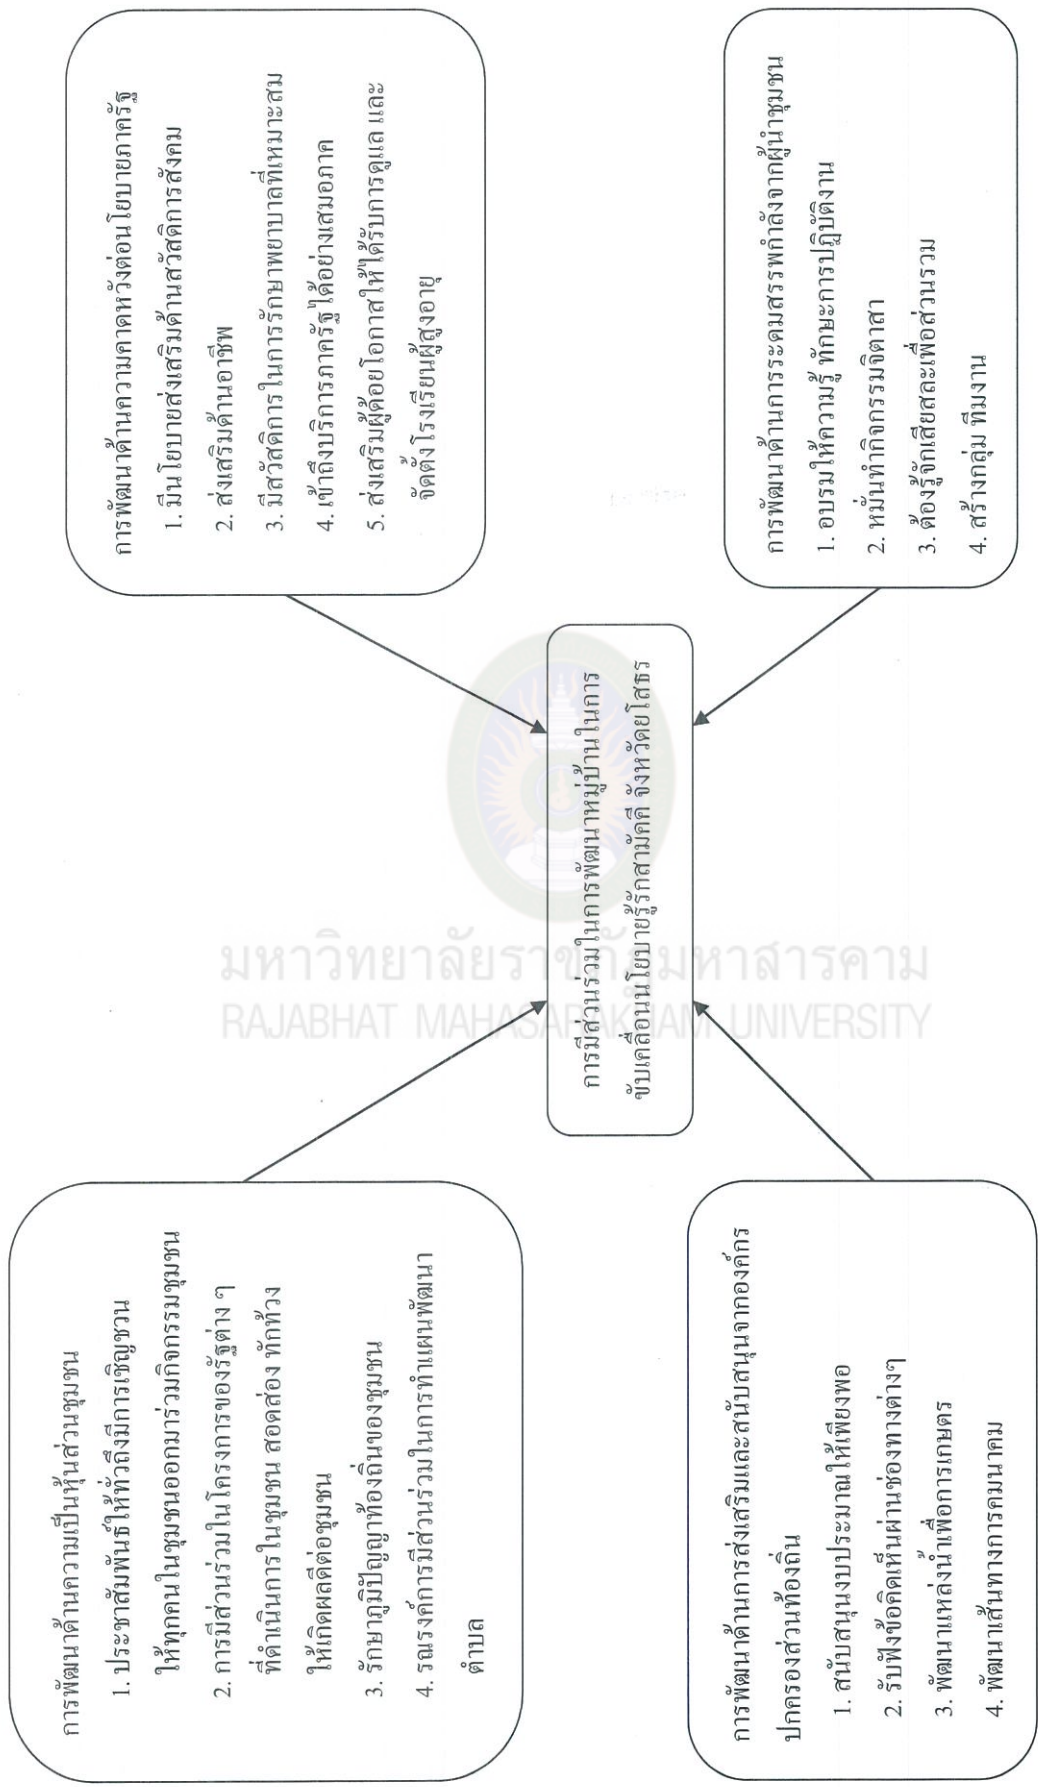 การพัฒนาด้านความเป็นหุ้นส่วนชุมชน
1. ประชาสัมพันธ์ให้ทั่วถึงมีการเชิญชวน
ให้ทุกคนในชุมชนออกมาร่วมกิจกรรมชุมชน
2. การมีส่วนร่วมในโครงการของรัฐต่าง ๆ
ที่ดำเนินการในชุมชน สอดส่อง ทักท้วง
ให้เกิดผลดีต่อชุมชน
3. รักษาภูมิปัญญาท้องถิ่นของชุมชน
4. รณรงค์การมีส่วนร่วมในการทำแผนพัฒนา
ตำบล
การพัฒนาด้านความคาดหวังต่อนโยบายภาครัฐ
1. มีนโยบายส่งเสริมด้านสวัสดิการสังคม
2. ส่งเสริมด้านอาชีพ
3. มีสวัสดิการในการรักษาพยาบาลที่เหมาะสม
4. เข้าถึงบริการภาครัฐได้อย่างเสมอภาค
5. ส่งเสริมผู้ด้อยโอกาสให้ได้รับการดูแล และ
จัดตั้งโรงเรียนผู้สูงอายุ
การมีส่วนร่วมในการพัฒนาหมู่บ้านในการ
ขับเคลื่อนนโยบายรู้รักสามัคคี จังหวัดยโสธร
การพัฒนาด้านการส่งเสริมและสนับสนุนจากองค์กร
ปกครองส่วนท้องถิ่น
1. สนับสนุนงบประมาณให้เพียงพอ
2. รับฟังข้อคิดเห็นผ่านช่องทางต่างๆ
3. พัฒนาแหล่งน้ำเพื่อการเกษตร
4. พัฒนาเส้นทางการคมนาคม
การพัฒนาด้านการระดมสรรพกำลังจากผู้นำชุมชน
1. อบรมให้ความรู้ ทักษะการปฏิบัติงาน
2. หมั่นทำกิจกรรมจิตาสา
3. ต้องรู้จักเสียสละเพื่อส่วนรวม
4. สร้างกลุ่ม ทีมงาน
มหาวิทยาลัยราชภัฏมหาสารคาม
RAJABHAT MAHASARAKHAM UNIVERSITY